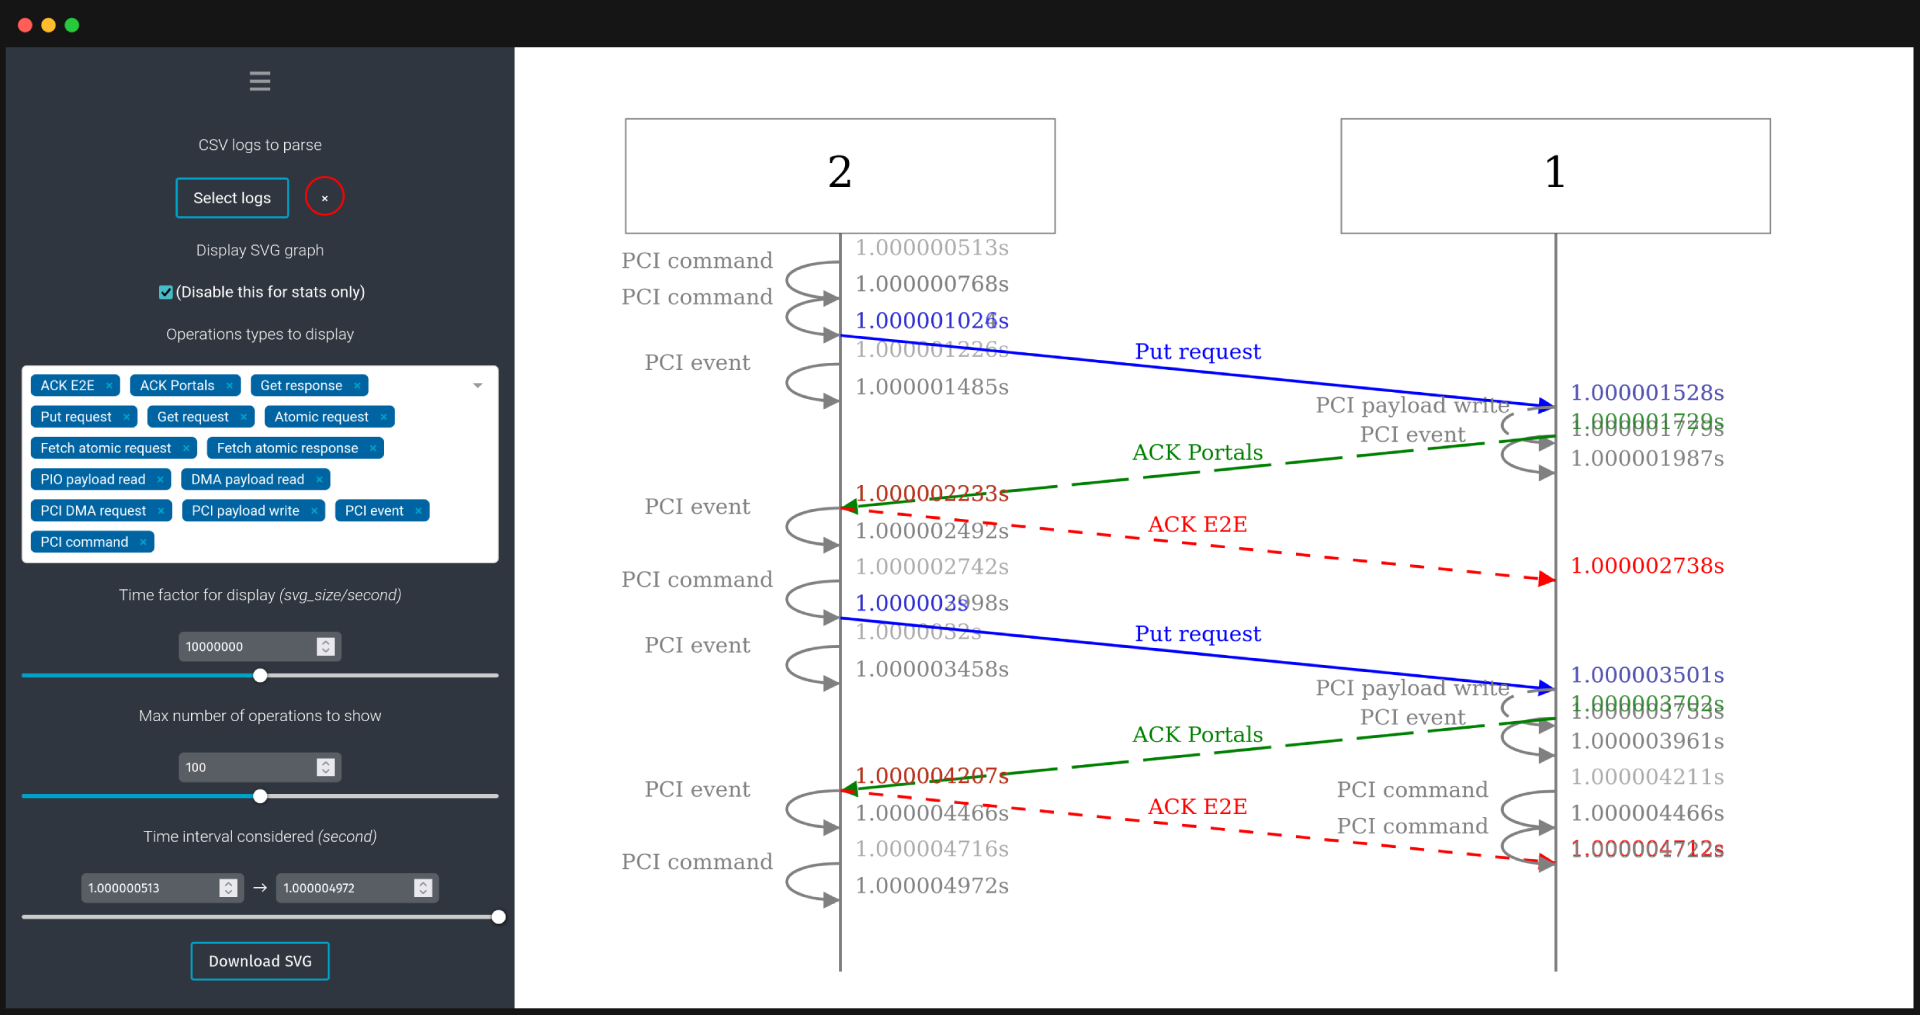 ☰
CSV logs to parse
Select logs ×
Display SVG graph
(Disable this for stats only)
Operations types to display
ACK E2E × ACK Portals × Get response ×
Put request × Get request × Atomic request ×
Fetch atomic request × Fetch atomic response ×
PIO payload read × DMA payload read ×
PCI DMA request × PCI payload write × PCI event ×
PCI command ×
Time factor for display (svg_size/second)
10000000
Max number of operations to show
100
Time interval considered (second)
1.000000513 → 1.000004972
Download SVG
2
1
1.000000513s
PCI command
1.000000768s
PCI command
PCI event
1.000001226s
Put request
1.000001485s
1.000001528s
PCI payload write
1.000001729s
PCI event
ACK Portals
1.000001987s
1.000002233s
PCI event
ACK E2E
1.000002492s
1.000002742s
1.000002738s
PCI command
1.000003s
1.0000032s
Put request
PCI event
1.000003458s
1.000003501s
PCI payload write
1.000003702s
PCI event
ACK Portals
1.000003961s
1.000004207s
1.000004211s
PCI event
PCI command
ACK E2E
1.000004466s
1.000004466s
PCI command
1.000004716s
1.000004712s
PCI command
1.000004972s